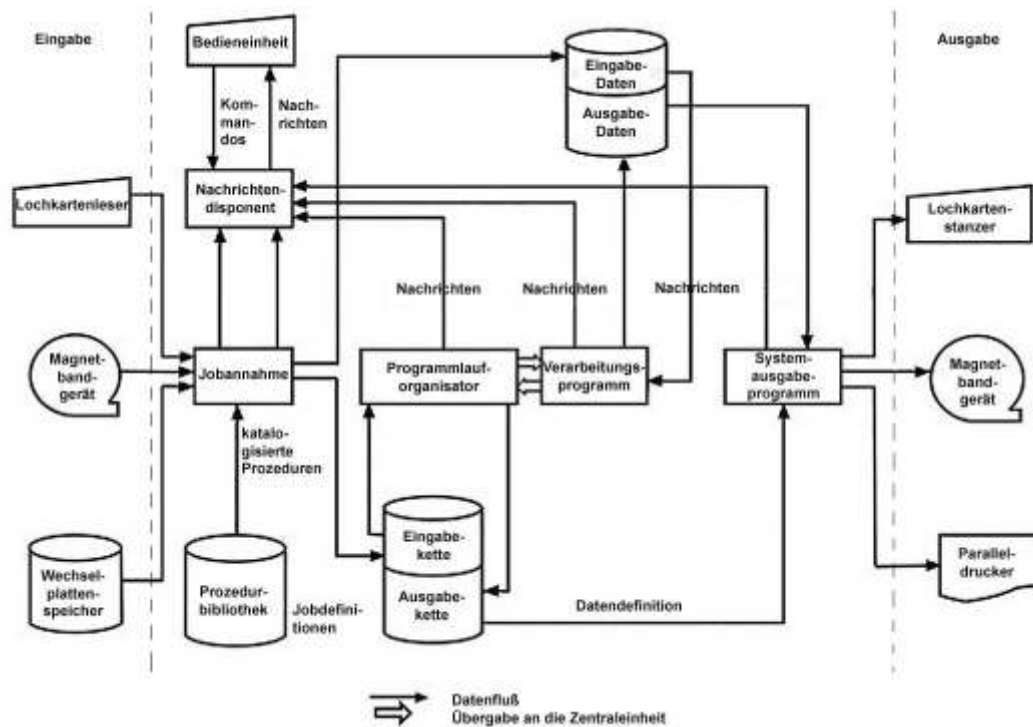 Eingabe
Bedieneinheit
Ausgabe
Eingabe-
Daten
Ausgabe-
Daten
Kom-
man-
dos
Nach-
richten
Lochkartenleser
Nachrichten-
disponent
Lochkarten-
stanzer
Nachrichten
Nachrichten
Nachrichten
Magnet-
band-
gerät
Jobannahme
Programmlauf-
organisator
Verarbeitungs-
programm
System-
ausgabe-
programm
Magnet-
band-
gerät
katalo-
gisierte
Prozeduren
Wechsel-
platten-
speicher
Prozedur-
bibliothek
Jobdefini-
tionen
Eingabe-
kette
Ausgabe-
kette
Datendefinition
Parallel-
drucker
Datenfluß
Übergabe an die Zentraleinheit